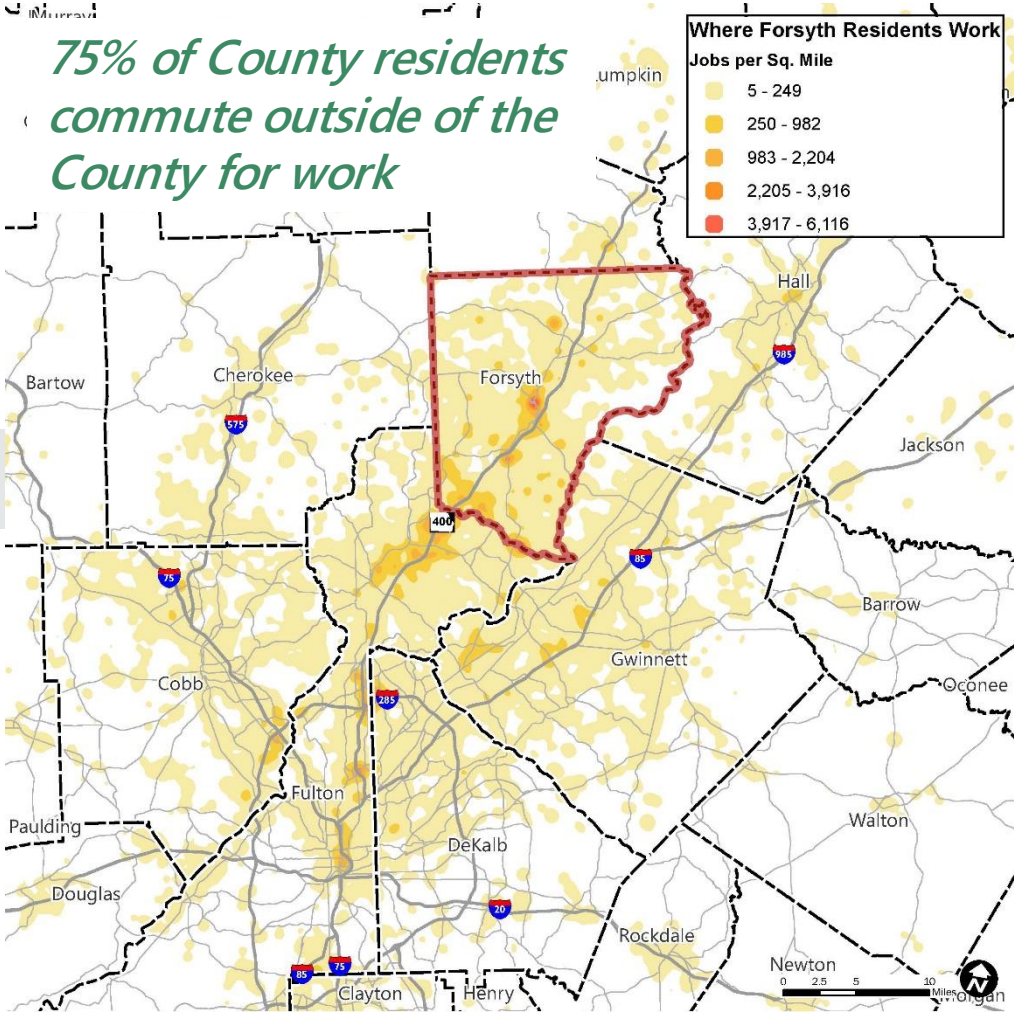 Murray
75% of County residents
commute outside of the
County for work
umpkin
Where Forsyth Residents Work
Jobs per Sq. Mile
5 - 249
250 - 982
983 - 2,204
2,205 - 3,916
3,917 - 6,116
Hall
985
Bartow
Cherokee
Forsyth
575
Jackson
400
75
85
Barrow
Gwinnett
Cobb
285
Oconee
Fulton
Paulding
Walton
DeKalb
Douglas
20
Rockdale
Newton
85
75
Clayton
Henry
0 2.5 5 10
Miles
N
Morgan